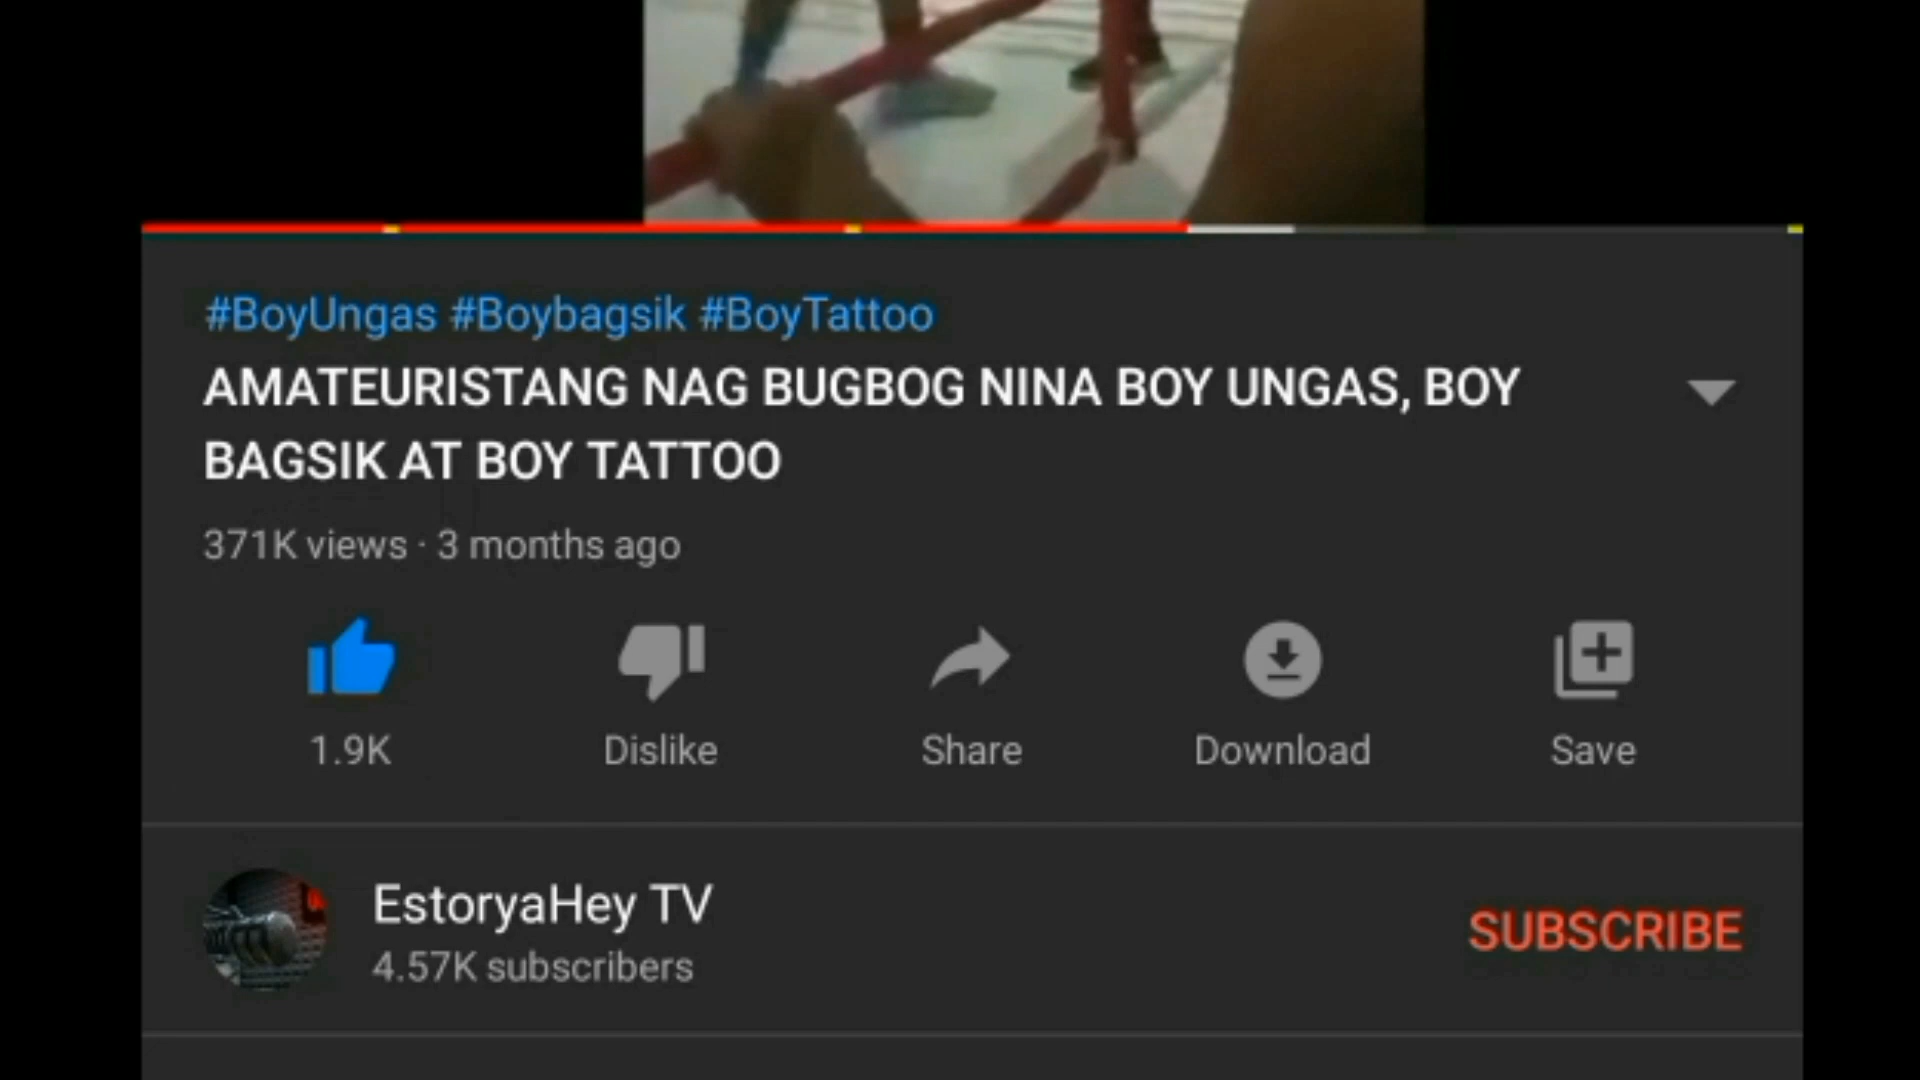 #BoyUngas #Boybagsik #BoyTattoo
AMATEURISTANG NAG BUGBOG NINA BOY UNGAS, BOY
BAGSIK AT BOY TATTOO
371K views · 3 months ago
1.9K
Dislike
Share
Download
Save
EstoryaHey TV
4.57K subscribers
SUBSCRIBE